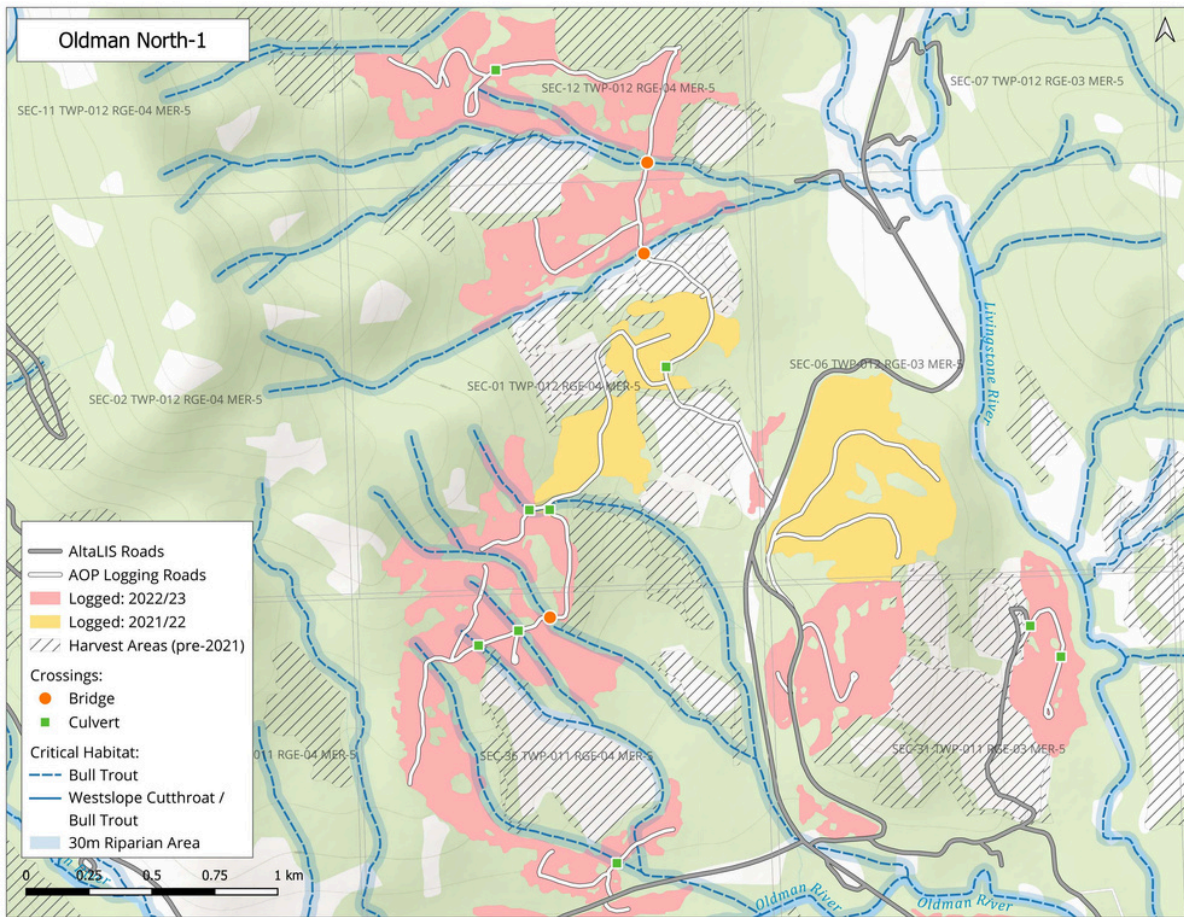 Oldman North-1
SEC-11 TWP-012 RGE-04 MER-5
SEC-12 TWP-012 RGE-04 MER-5
SEC-07 TWP-012 RGE-03 MER-5
Livingstone River
SEC-06 TWP-012 RGE-03 MER-5
SEC-01 TWP-012 RGE-04 MER-5
SEC-02 TWP-012 RGE-04 MER-5
AltaLIS Roads
AOP Logging Roads
Logged: 2022/23
Logged: 2021/22
Harvest Areas (pre-2021)
Crossings:
Bridge
Culvert
Critical Habitat:
Bull Trout
Westslope Cutthroat /
Bull Trout
30m Riparian Area
011 RGE-04 MER-5
SEC-36 TWP-011 RGE-04 MER-5
SEC-31 TWP-011 RGE-03 MER-5
River
0 0.25 0.5 0.75 1 km
Oldman River
Oldman River